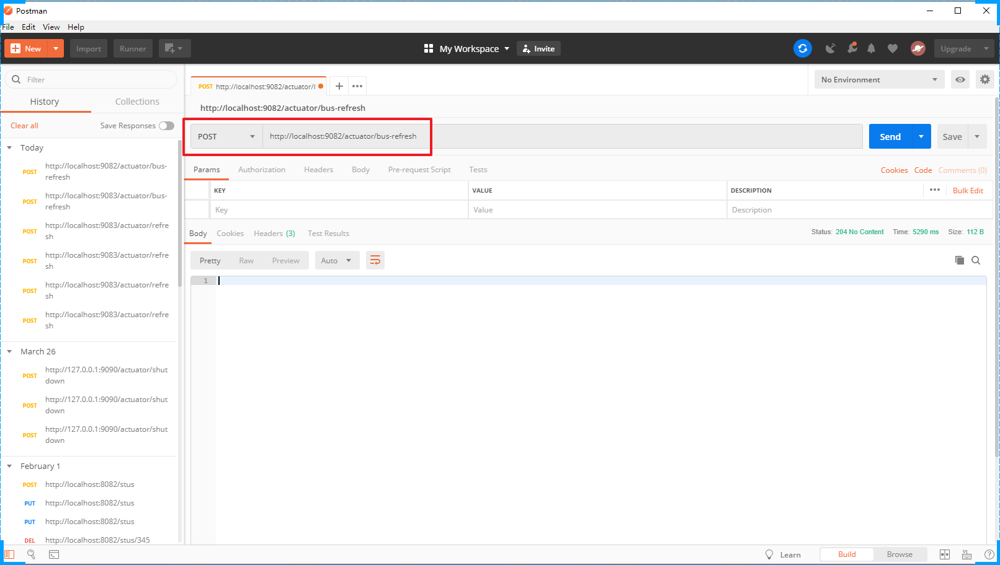 Postman
File Edit View Help
New Import Runner My Workspace Invite Upgrade
Filter
History Collections
Clear all Save Responses
Today
POST http://localhost:9082/actuator/bus-
refresh
POST http://localhost:9083/actuator/bus-
refresh
POST http://localhost:9083/actuator/refre
sh
POST http://localhost:9083/actuator/refre
sh
POST http://localhost:9083/actuator/refre
sh
POST http://localhost:9083/actuator/refre
sh
March 26
POST http://127.0.0.1:9090/actuator/shut
down
POST http://127.0.0.1:9090/actuator/shut
down
POST http://127.0.0.1:9090/actuator/shut
down
February 1
POST http://localhost:8082/stus
PUT http://localhost:8082/stus
PUT http://localhost:8082/stus
DEL http://localhost:8082/stus/345
POST http://localhost:9082/actuator/l
No Environment
http://localhost:9082/actuator/bus-refresh
POST http://localhost:9082/actuator/bus-refresh Send Save
Params Authorization Headers Body Pre-request Script Tests Cookies Code Comments (0)
KEY VALUE DESCRIPTION Bulk Edit
Key Value Description
Body Cookies Headers (3) Test Results Status: 204 No Content Time: 5290 ms Size: 112 B
Pretty Raw Preview Auto
1
Learn Build Browse